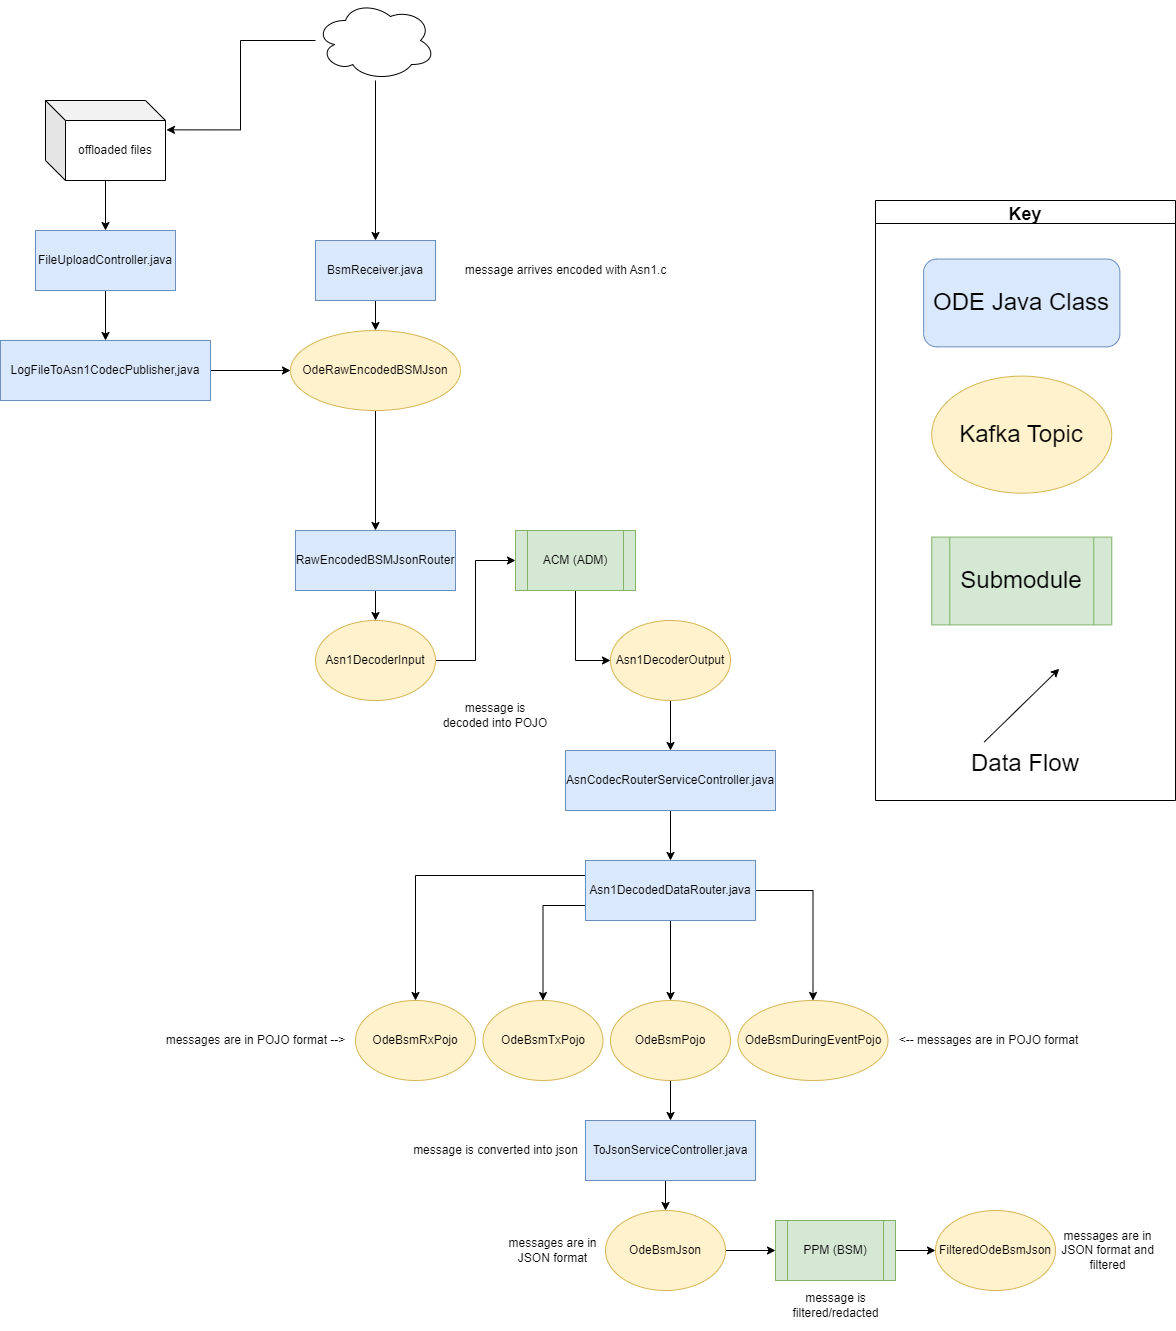 offloaded files
Key
FileUploadController.java
BsmReceiver.java
message arrives encoded with Asn1.c
ODE Java Class
LogFileToAsn1CodecPublisher,java
OdeRawEncodedBSMJson
Kafka Topic
RawEncodedBSMJsonRouter
ACM (ADM)
Submodule
Asn1DecoderInput
Asn1DecoderOutput
message is
decoded into POJO
Data Flow
AsnCodecRouterServiceController.java
Asn1DecodedDataRouter.java
messages are in POJO format -->
OdeBsmRxPojo
OdeBsmTxPojo
OdeBsmPojo
OdeBsmDuringEventPojo
<-- messages are in POJO format
message is converted into json
ToJsonServiceController.java
messages are in
JSON format
OdeBsmJson
PPM (BSM)
FilteredOdeBsmJson
messages are in
JSON format and
filtered
message is
filtered/redacted